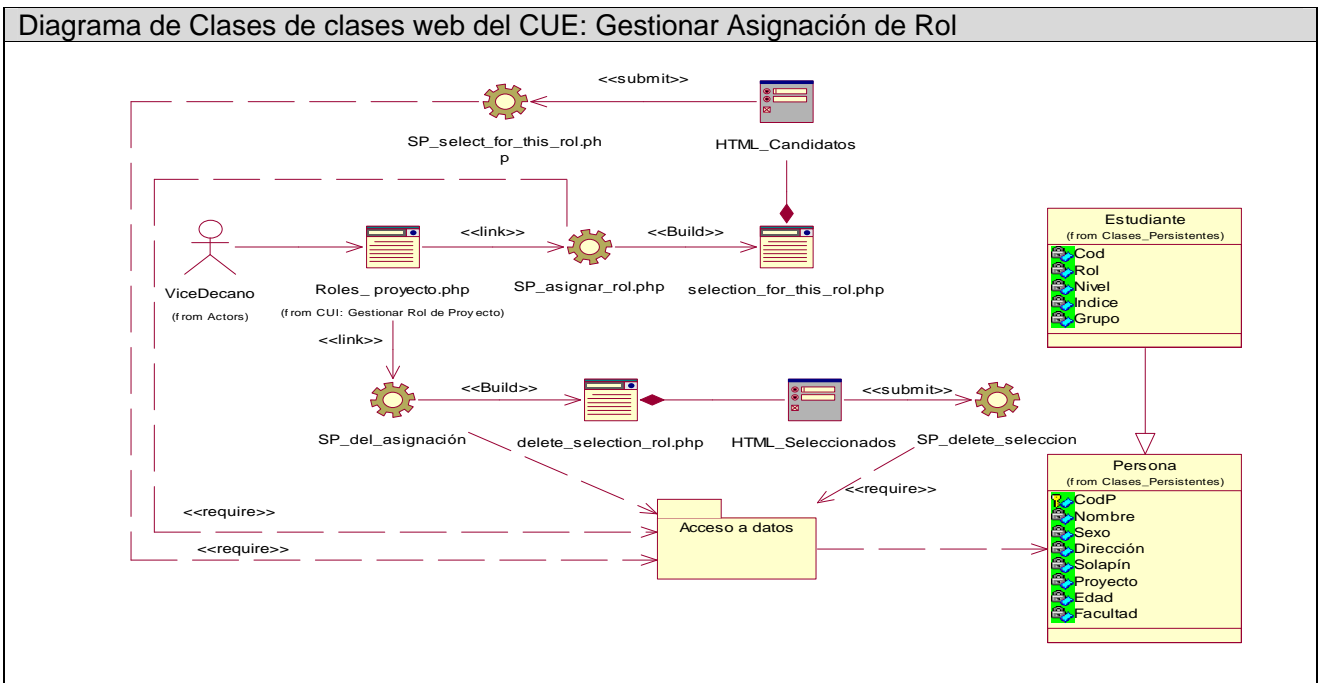 Diagrama de Clases de clases web del CUE: Gestionar Asignación de Rol
<<submit>>
SP_select_for_this_rol.ph
p
HTML_Candidatos
<<link>>
<<Build>>
ViceDecano
(from Actors)
Roles_ proyecto.php
(from CUI: Gestionar Rol de Proyecto)
SP_asignar_rol.php
selection_for_this_rol.php
Estudiante
(from Clases_Persistentes)
Cod
Rol
Nivel
Indice
Grupo
<<link>>
<<Build>>
<<submit>>
SP_del_asignación
delete_selection_rol.php
HTML_Seleccionados
SP_delete_seleccion
<<require>>
<<require>>
<<require>>
Acceso a datos
Persona
(from Clases_Persistentes)
CodP
Nombre
Sexo
Dirección
Solapín
Proyecto
Edad
Facultad